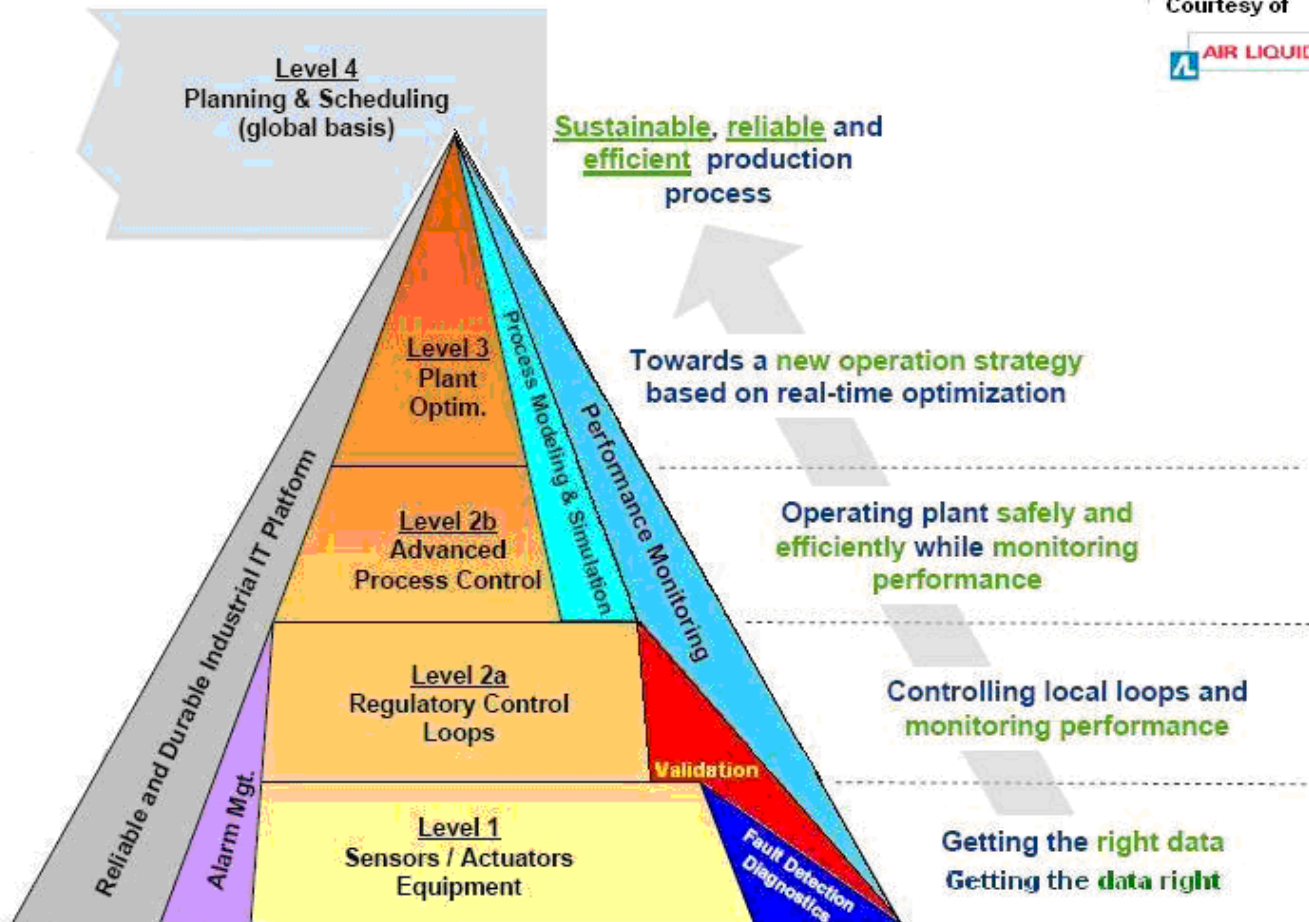 Courtesy of
AIR LIQUID
Level 4
Planning & Scheduling
(global basis)
Sustainable, reliable and
efficient production
process
Level 3
Plant
Optim.
Process Modeling & Simulation
Performance Monitoring
Reliable and Durable Industrial IT Platform
Towards a new operation strategy
based on real-time optimization
Level 2b
Advanced
Process Control
Operating plant safely and
efficiently while monitoring
performance
Level 2a
Regulatory Control
Loops
Controlling local loops and
monitoring performance
Validation
Alarm Mgt.
Level 1
Sensors / Actuators
Equipment
Fault Detection
Diagnostics
Getting the right data
Getting the data right